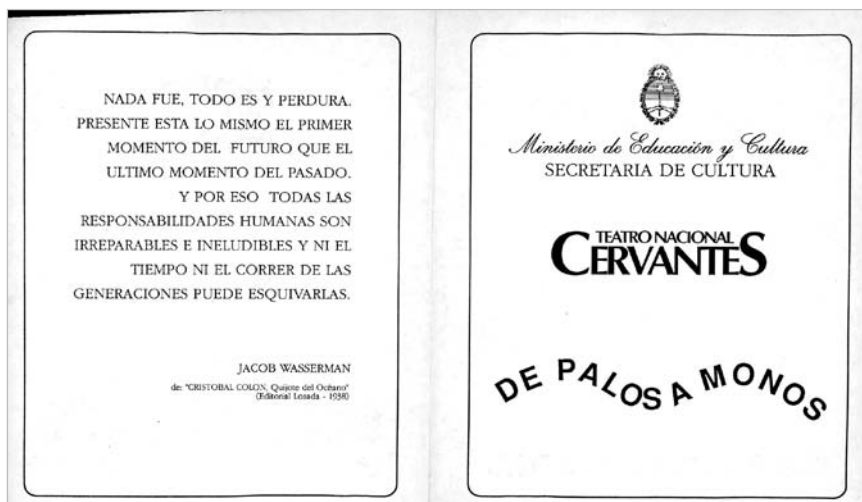 NADA FUE, TODO ES Y PERDURA.
PRESENTE ESTA LO MISMO EL PRIMER
MOMENTO DEL FUTURO QUE EL
ULTIMO MOMENTO DEL PASADO.
Y POR ESO TODAS LAS
RESPONSABILIDADES HUMANAS SON
IRREPARABLES E INELUDIBLES Y NI EL
TIEMPO NI EL CORRER DE LAS
GENERACIONES PUEDE ESQUIVARLAS.
JACOB WASSERMAN
de: "CRISTOBAL COLON, Quijote del Océano"
(Editorial Losada - 1938)
Ministerio de Educación y Cultura
SECRETARIA DE CULTURA
TEATRO NACIONAL
CERVANTES
DE PALOS A MONOS